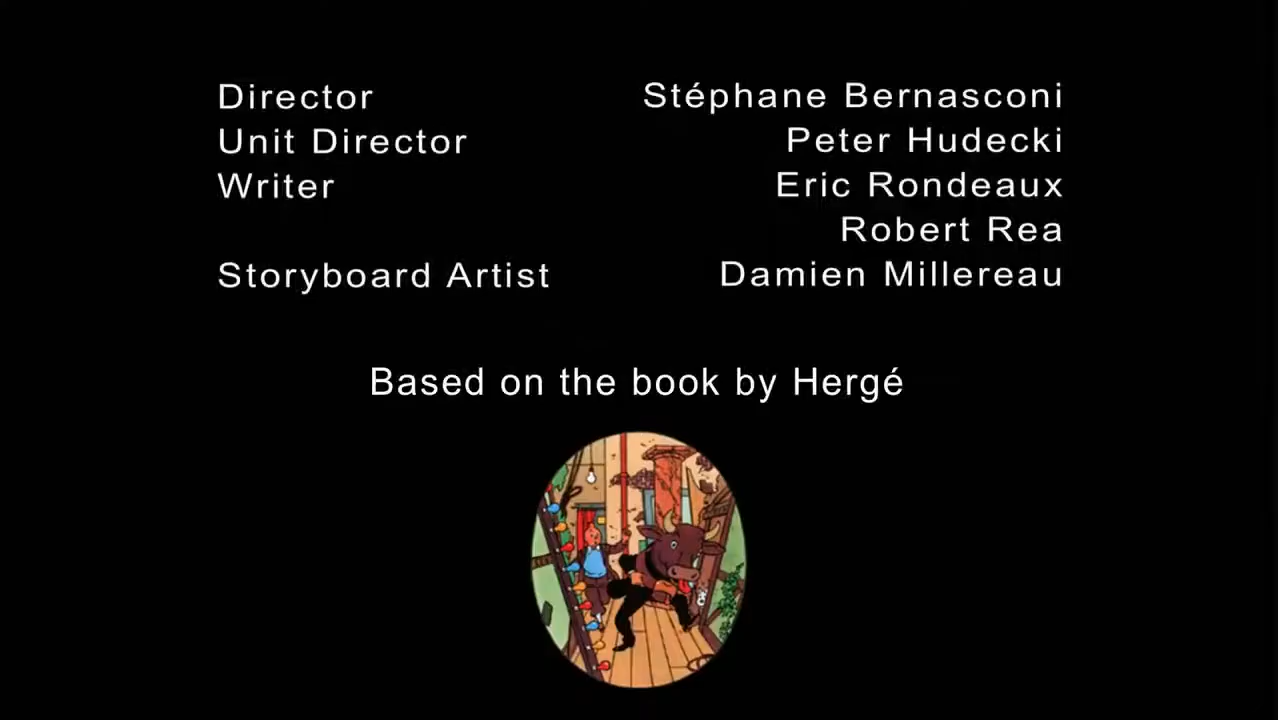 Director Stéphane Bernasconi
Unit Director Peter Hudecki
Writer Eric Rondeaux
Robert Rea
Storyboard Artist Damien Millereau
Based on the book by Hergé